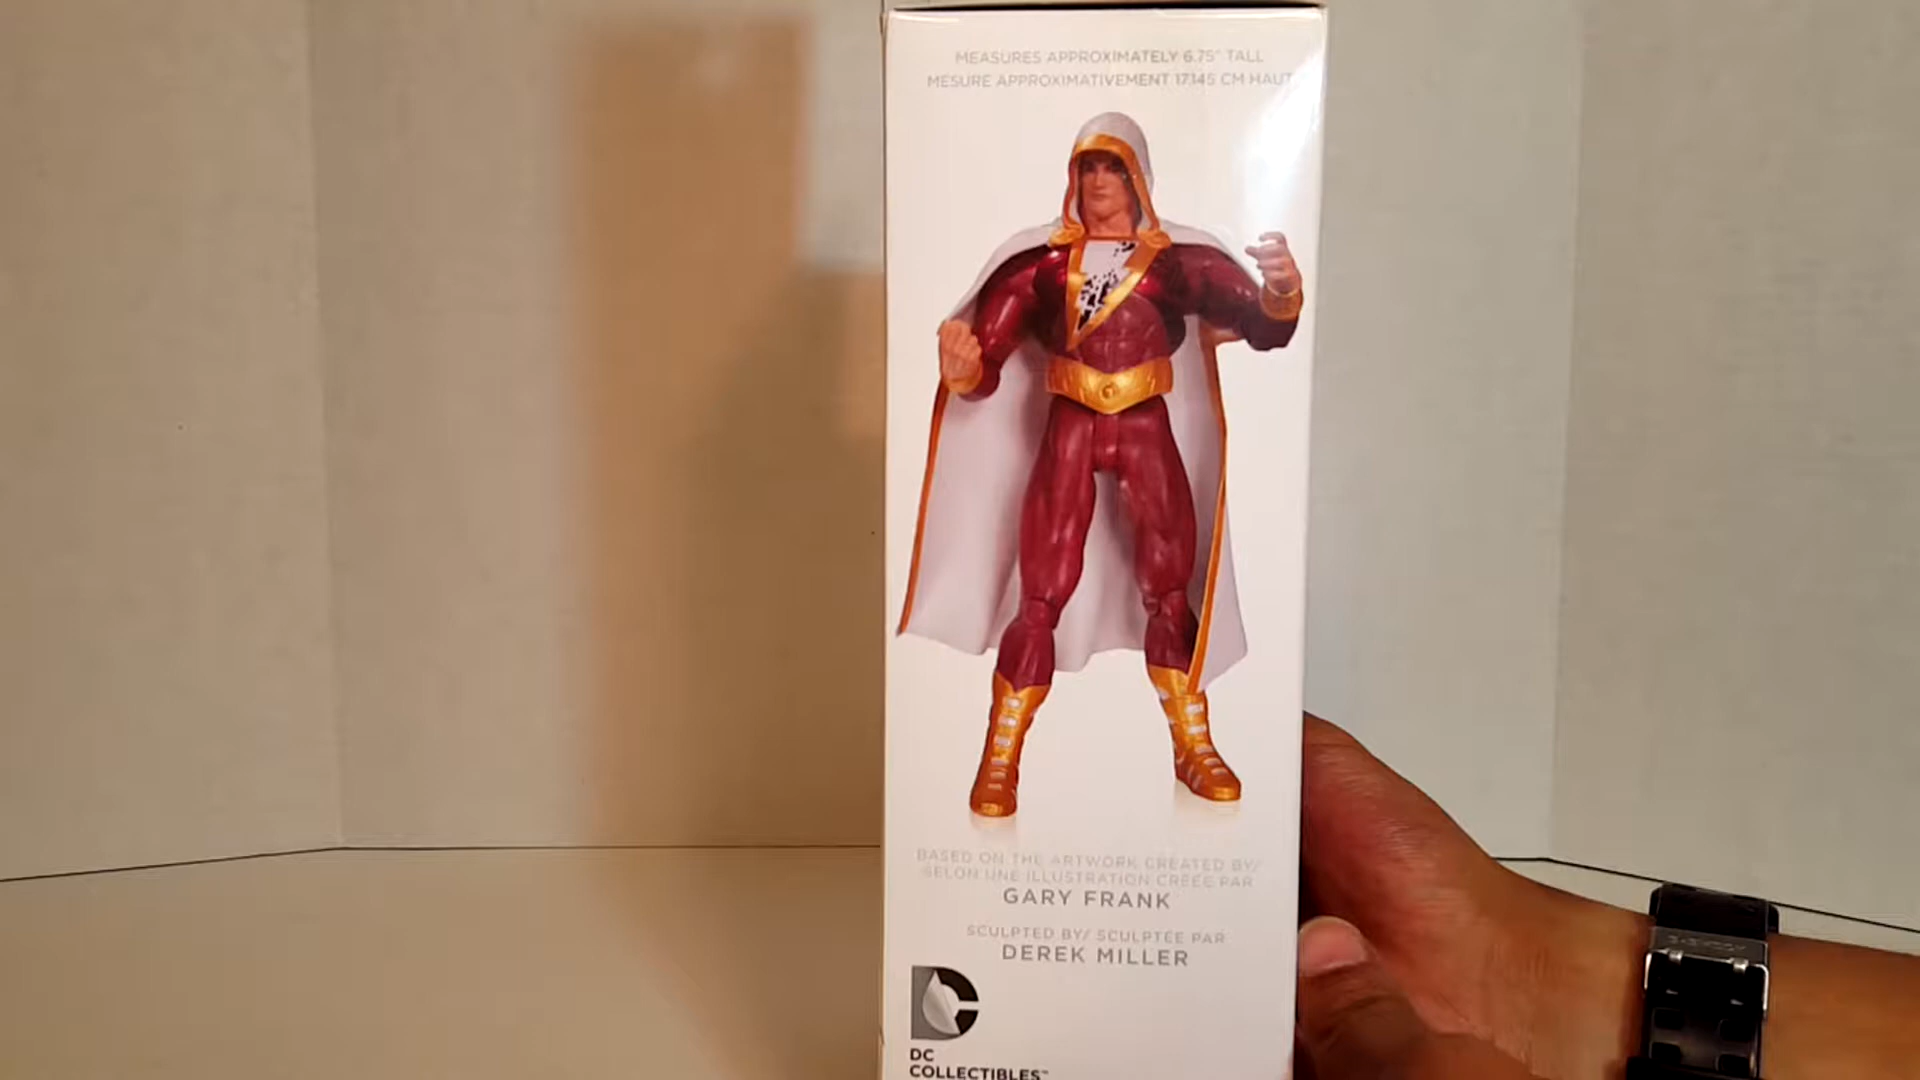 MEASURES APPROXIMATELY 6.75" TALL
MESURE APPROXIMATIVEMENT 17.145 CM HAUT
BASED ON THE ARTWORK CREATED BY/
SELON UNE ILLUSTRATION CRÉÉE PAR
GARY FRANK
SCULPTED BY/ SCULPTÉE PAR
DEREK MILLER
DC
COLLECTIBLES™